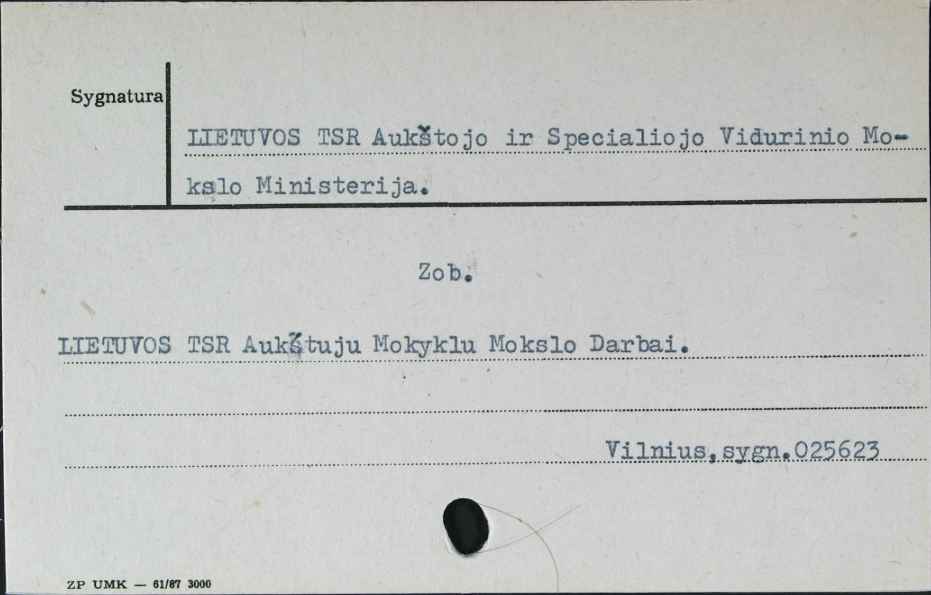 Sygnatura
LIETUVOS TSR Aukštojo ir Specialiojo Vidurinio Mo-
kslo Ministerija.
Zob.
LIETUVOS TSR Aukštuju Mokyklu Mokslo Darbai.
Vilnius,sygn.025623
ZP UMK — 61/67 3000